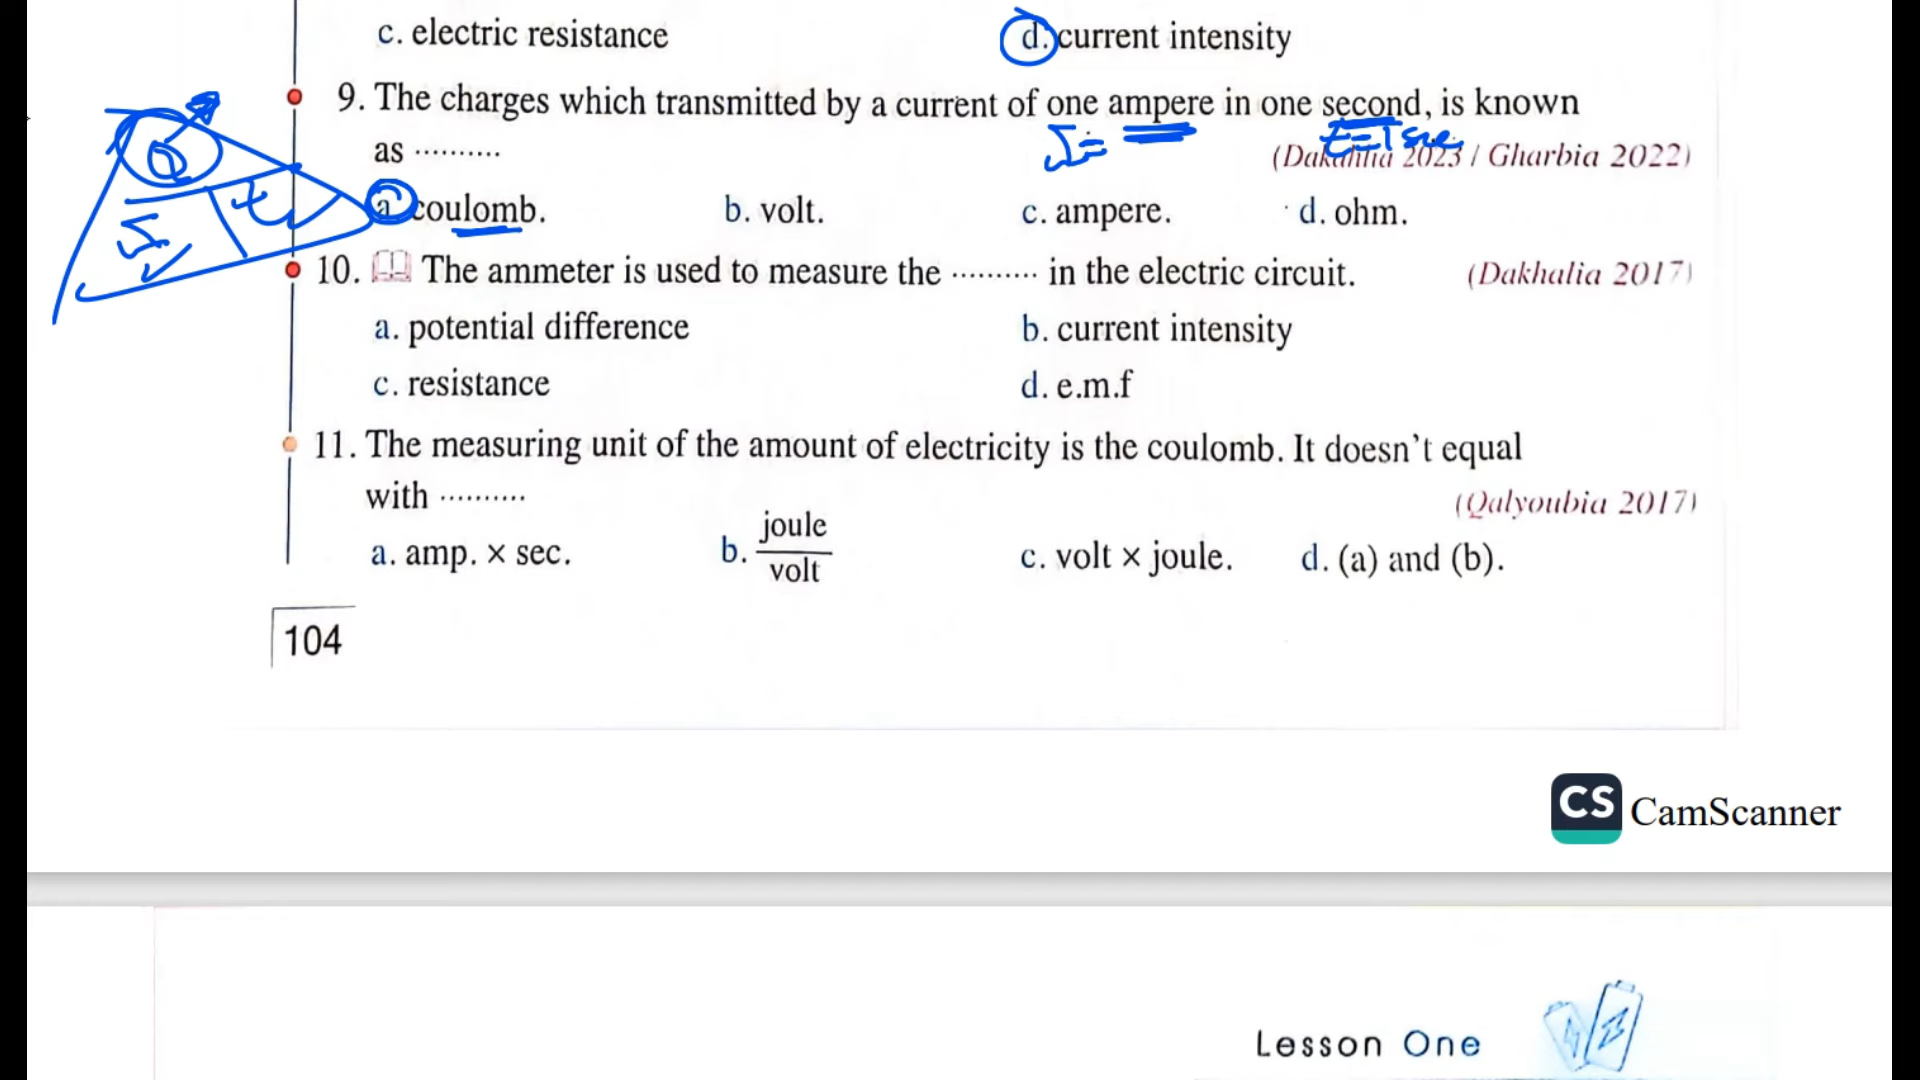 c. electric resistance
d. current intensity
9. The charges which transmitted by a current of one ampere in one second, is known
I =
t = 1 sec
as ..........
(Dakahlia 2023 / Gharbia 2022)
Q
I
t
a. coulomb.
b. volt.
c. ampere.
d. ohm.
10. The ammeter is used to measure the .......... in the electric circuit.
(Dakhalia 2017)
a. potential difference
b. current intensity
c. resistance
d. e.m.f
11. The measuring unit of the amount of electricity is the coulomb. It doesn't equal
with ..........
(Qalyoubia 2017)
a. amp. × sec.
b. joule
volt
c. volt × joule.
d. (a) and (b).
104
CS CamScanner
Lesson One